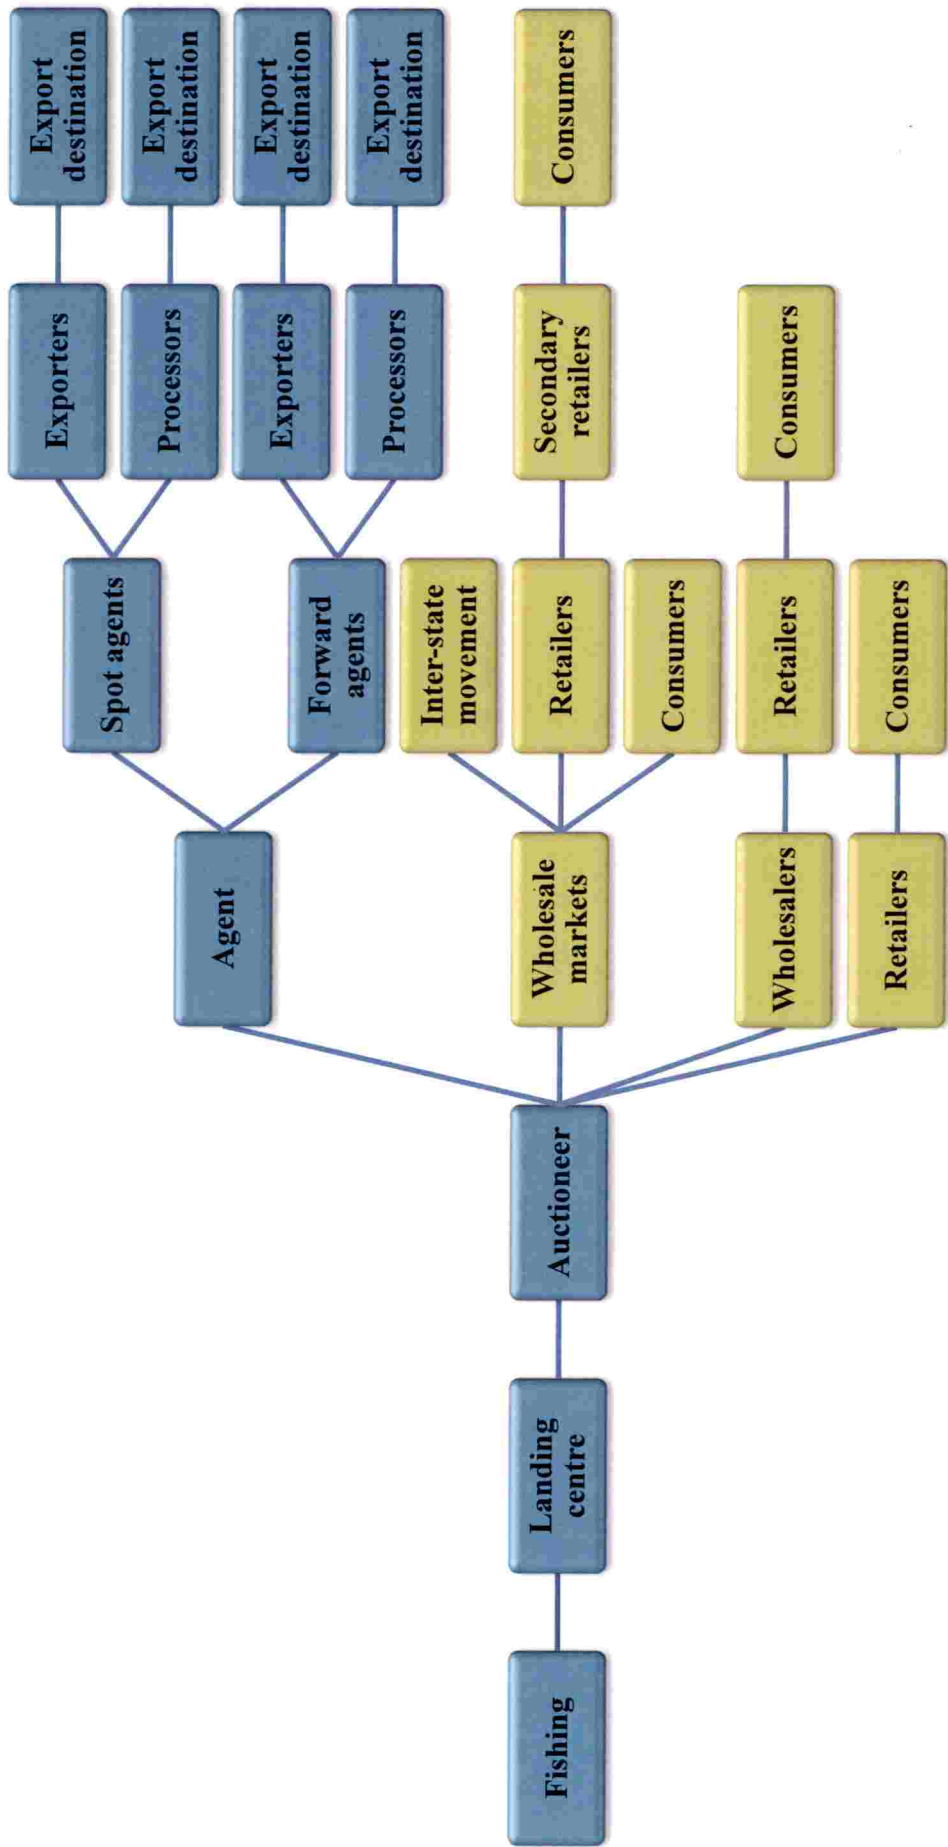 Fishing
Landing
centre
Auctioneer
Agent
Wholesale
markets
Wholesalers
Retailers
Spot agents
Forward
agents
Inter-state
movement
Retailers
Consumers
Retailers
Consumers
Exporters
Processors
Exporters
Processors
Secondary
retailers
Consumers
Export
destination
Export
destination
Export
destination
Export
destination
Consumers